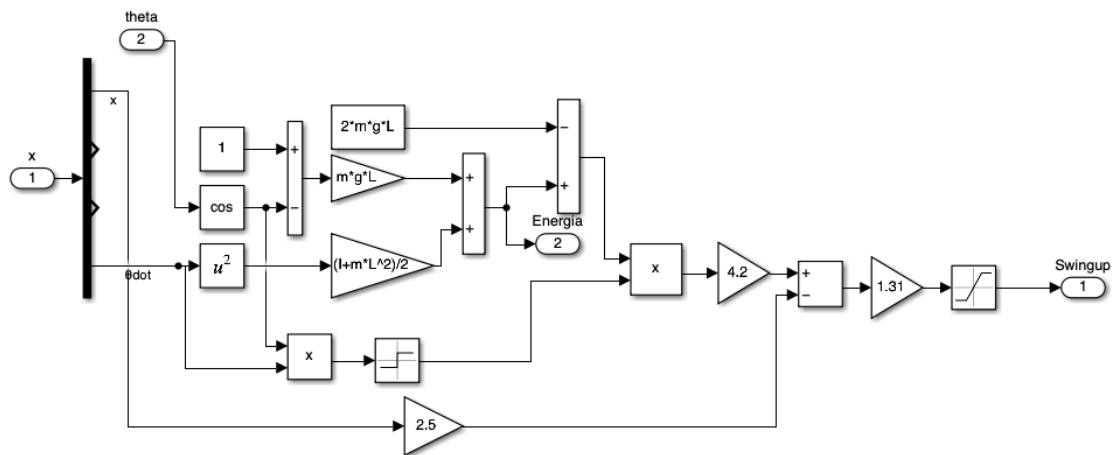 theta
2
x
1
x
θdot
1
cos
u²
+
−
2*m*g*L
m*g*L
(I+m*L^2)/2
+
+
−
+
Energía
2
x
x
4.2
2.5
+
−
1.31
Swingup
1